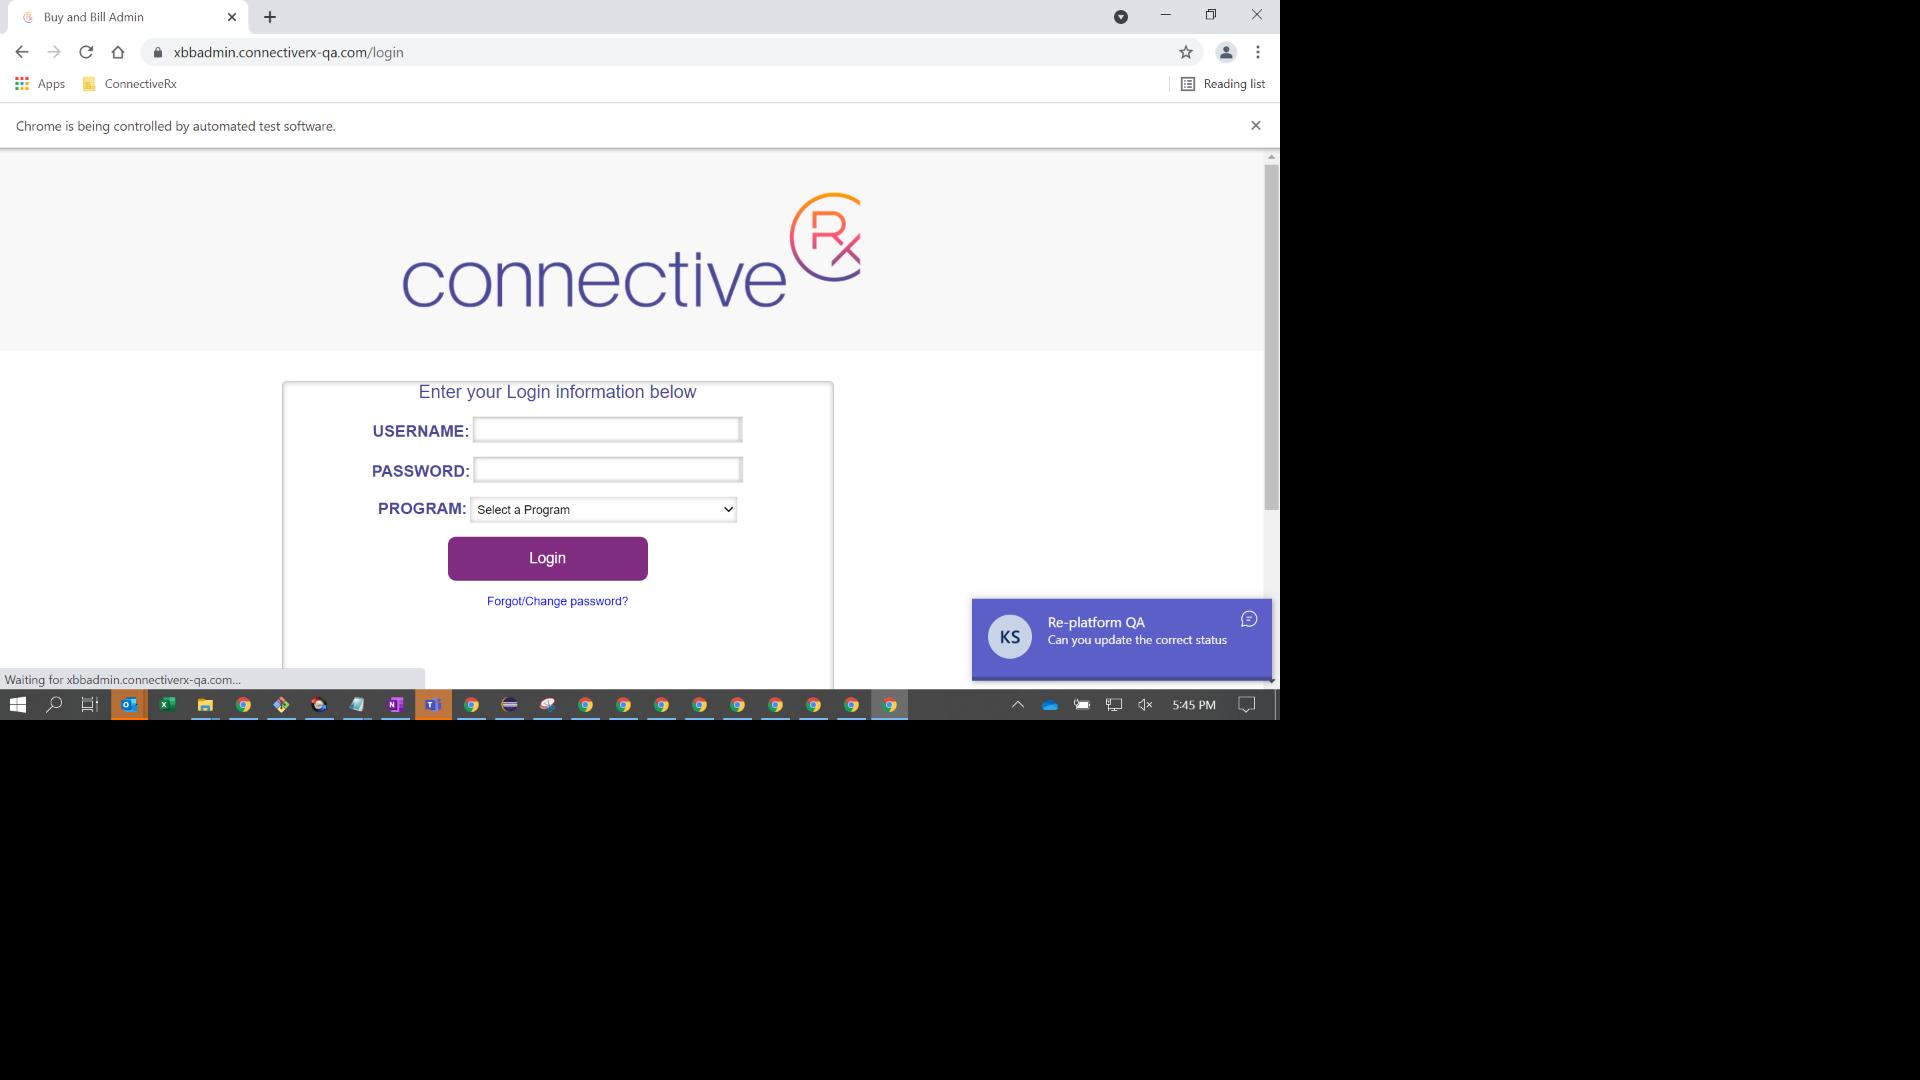 Buy and Bill Admin
xbbadmin.connectiverx-qa.com/login
Apps
ConnectiveRx
Reading list
Chrome is being controlled by automated test software.
connective Rx
Enter your Login information below
USERNAME:
PASSWORD:
PROGRAM: Select a Program
Login
Forgot/Change password?
KS
Re-platform QA
Can you update the correct status
Waiting for xbbadmin.connectiverx-qa.com...
5:45 PM